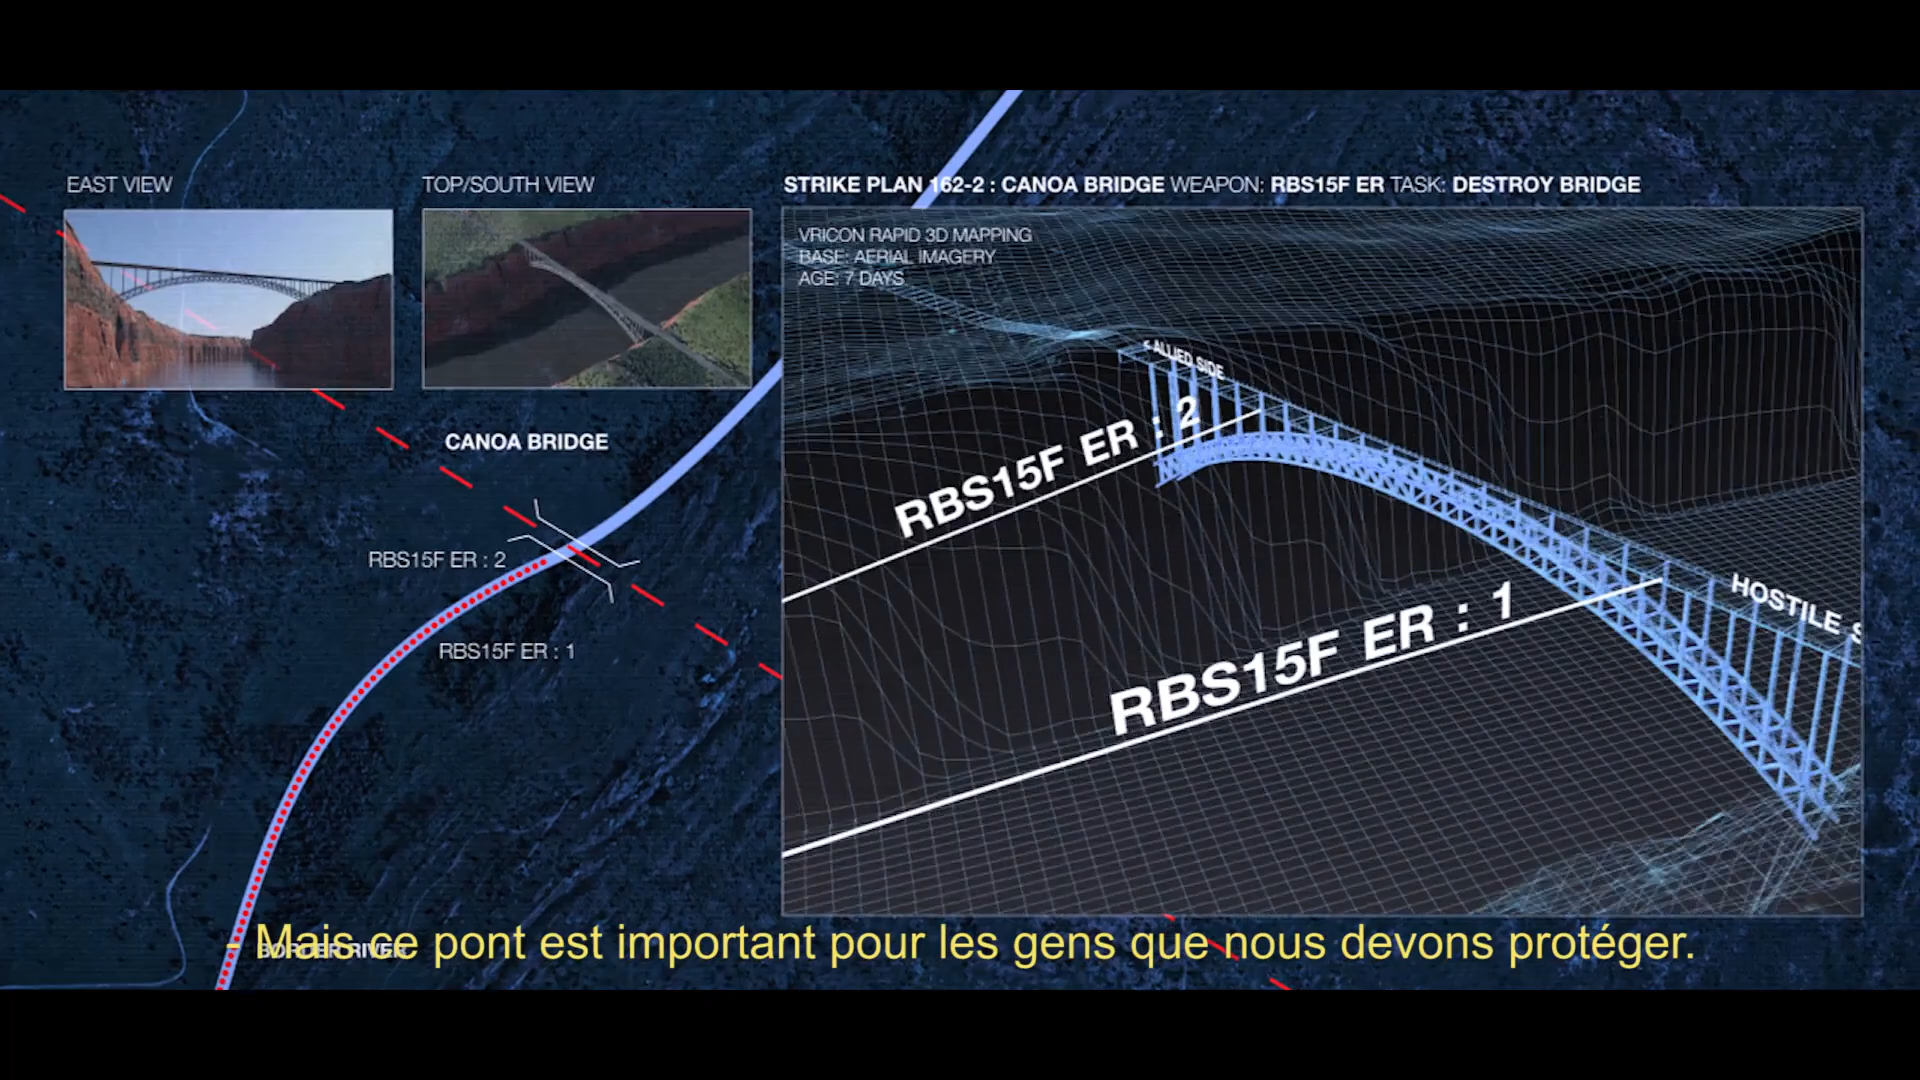 EAST VIEW
TOP/SOUTH VIEW
STRIKE PLAN 162-2 : CANOA BRIDGE WEAPON: RBS15F ER TASK: DESTROY BRIDGE
VRICON RAPID 3D MAPPING
BASE: AERIAL IMAGERY
AGE: 7 DAYS
< ALLIED SIDE
RBS15F ER : 2
CANOA BRIDGE
RBS15F ER : 2
HOSTILE S
RBS15F ER : 1
RBS15F ER : 1
BORDER RIVER
- Mais ce pont est important pour les gens que nous devons protéger.